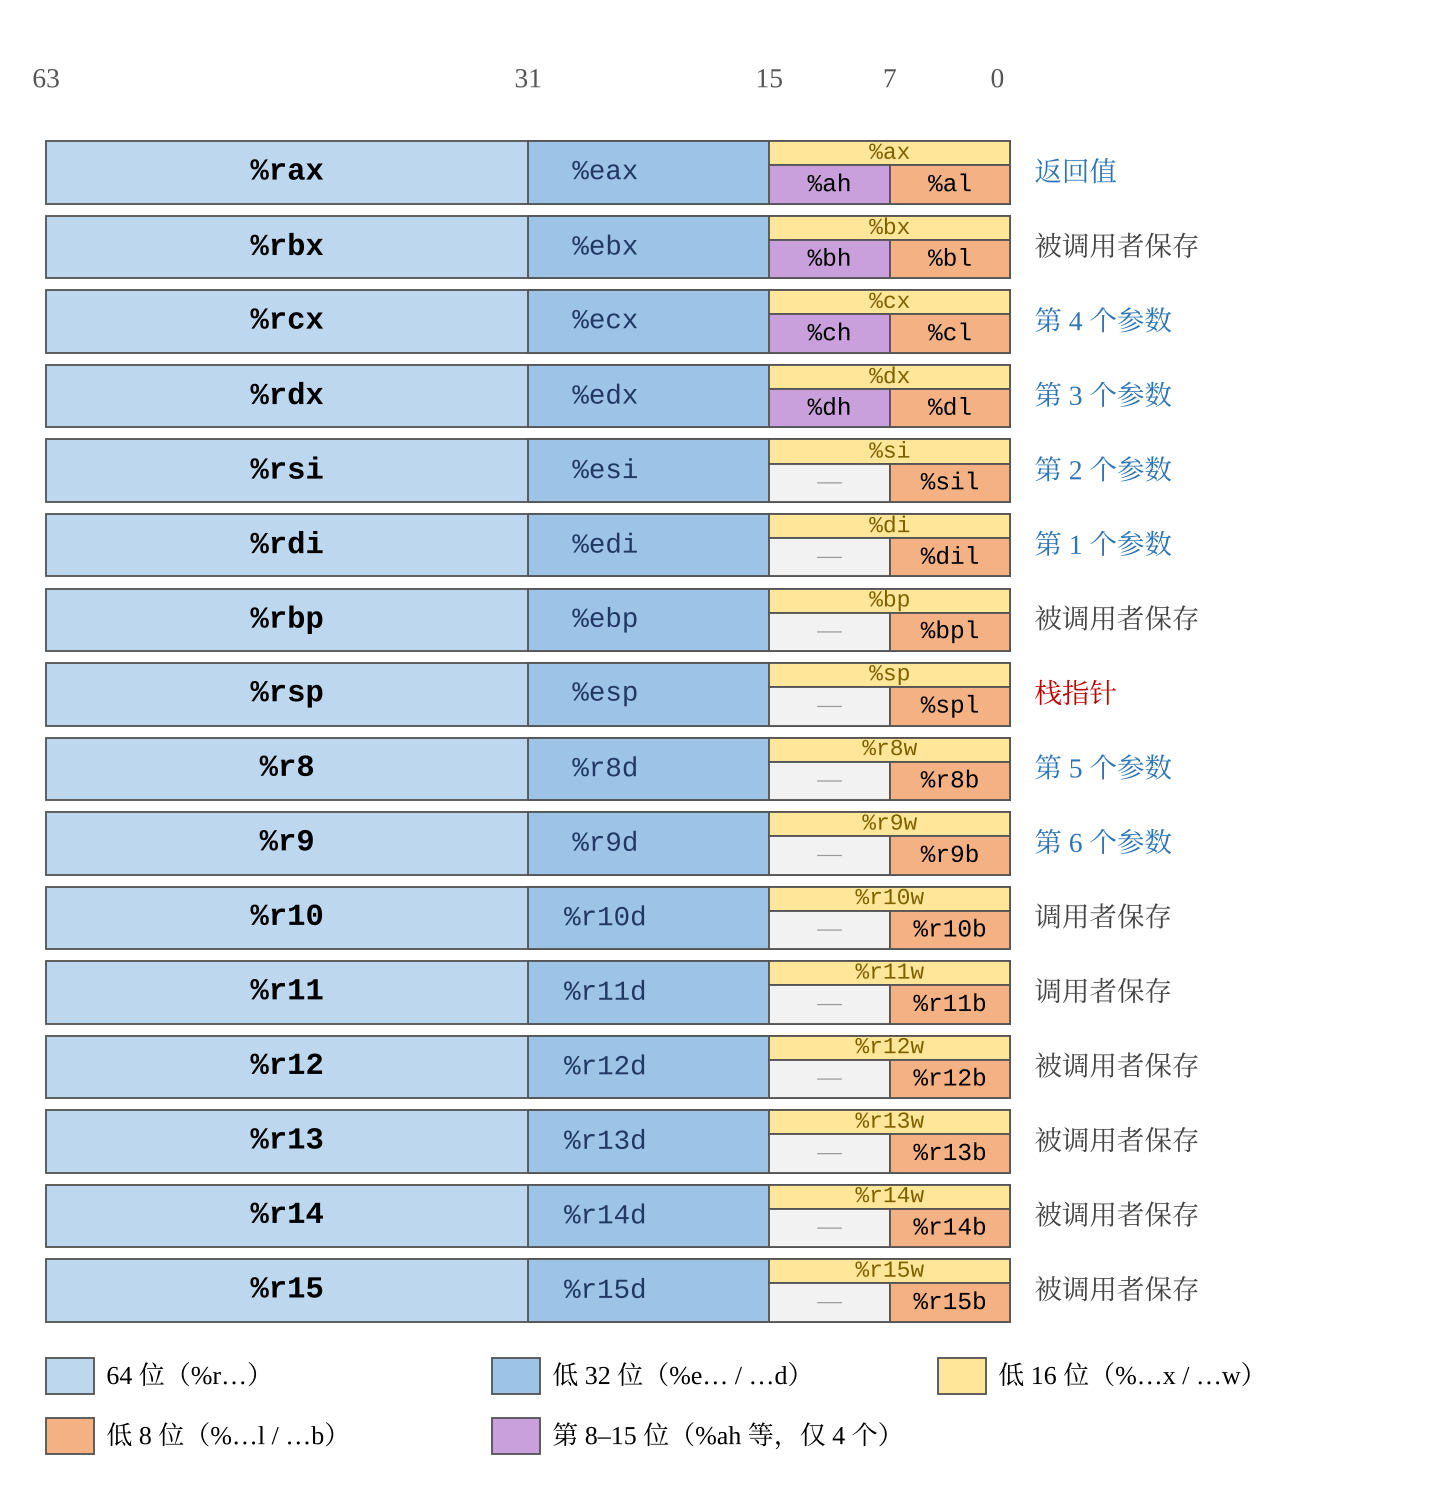 63 31 15 7 0
%rax %eax %ax 返回值
%ah %al
%rbx %ebx %bx 被调用者保存
%bh %bl
%rcx %ecx %cx 第 4 个参数
%ch %cl
%rdx %edx %dx 第 3 个参数
%dh %dl
%rsi %esi %si 第 2 个参数
— %sil
%rdi %edi %di 第 1 个参数
— %dil
%rbp %ebp %bp 被调用者保存
— %bpl
%rsp %esp %sp 栈指针
— %spl
%r8 %r8d %r8w 第 5 个参数
— %r8b
%r9 %r9d %r9w 第 6 个参数
— %r9b
%r10 %r10d %r10w 调用者保存
— %r10b
%r11 %r11d %r11w 调用者保存
— %r11b
%r12 %r12d %r12w 被调用者保存
— %r12b
%r13 %r13d %r13w 被调用者保存
— %r13b
%r14 %r14d %r14w 被调用者保存
— %r14b
%r15 %r15d %r15w 被调用者保存
— %r15b
64 位（%r…） 低 32 位（%e… / …d） 低 16 位（%…x / …w）
低 8 位（%…l / …b） 第 8–15 位（%ah 等，仅 4 个）